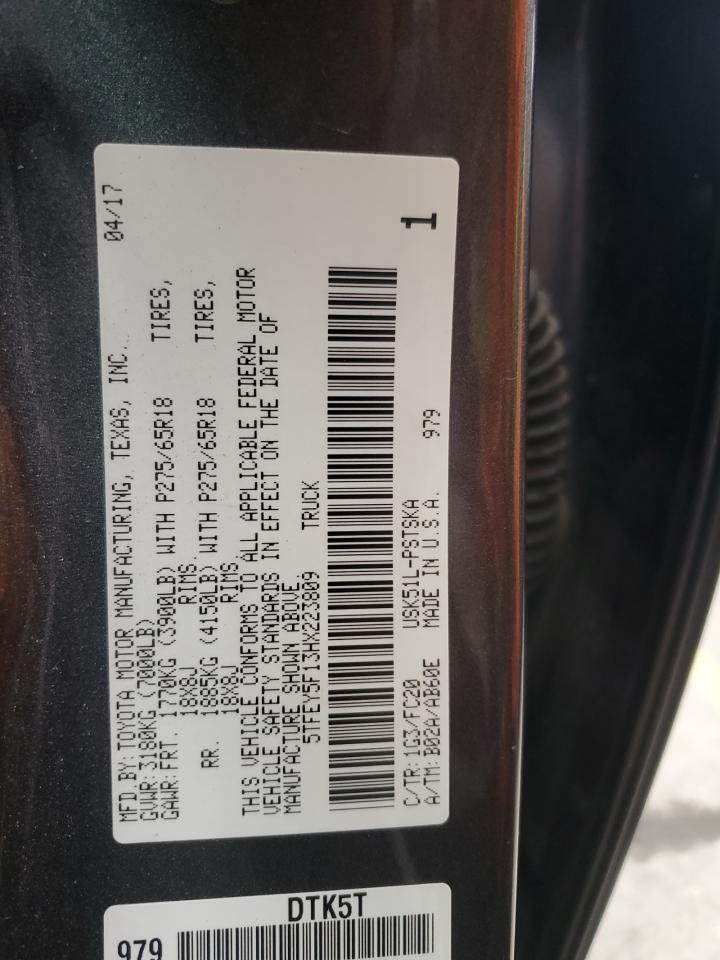 MFD.BY:TOYOTA MOTOR MANUFACTURING, TEXAS, INC. 04/17
GVWR:3180KG (7000LB)
GAWR:FRT. 1770KG (3900LB) WITH P275/65R18 TIRES,
18X8J RIMS,
RR. 1885KG (4150LB) WITH P275/65R18 TIRES,
18X8J RIMS.
THIS VEHICLE CONFORMS TO ALL APPLICABLE FEDERAL MOTOR
VEHICLE SAFETY STANDARDS IN EFFECT ON THE DATE OF
MANUFACTURE SHOWN ABOVE.
5TFEY5F13HX223809 TRUCK
1
C/TR:1G3/FC20 USK51L-PSTSKA
A/TM:B02A/AB60E MADE IN U.S.A. 979
DTK5T
979